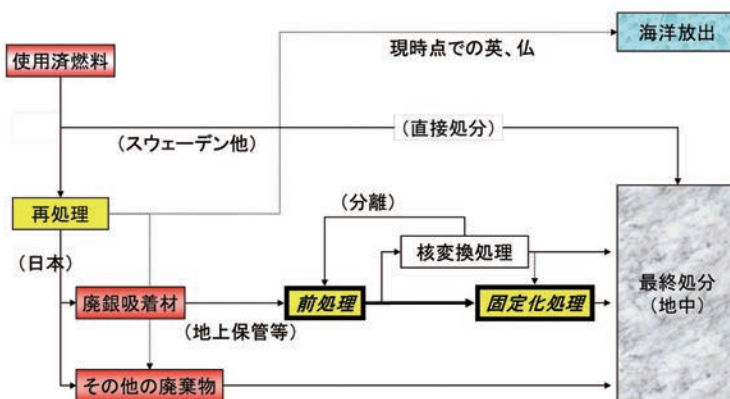 海洋放出
現時点での英、仏
使用済燃料
(スウェーデン他)
(直接処分)
再処理
(分離)
(日本)
核変換処理
廃銀吸着材
前処理
固定化処理
最終処分
(地中)
(地上保管等)
その他の廃棄物